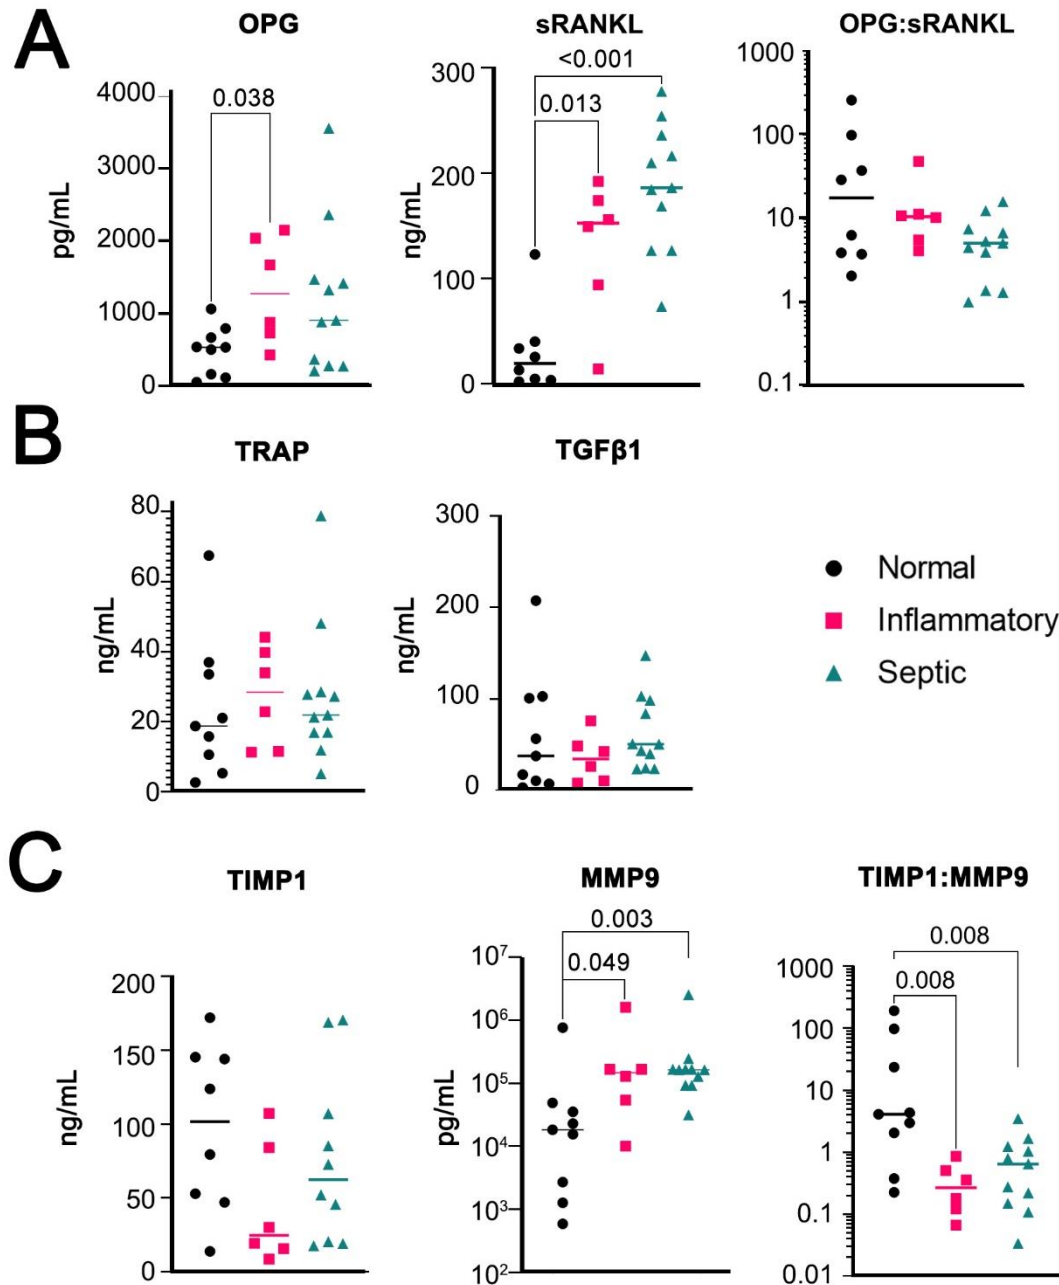 A
OPG
sRANKL
OPG:sRANKL
pg/mL
4000
3000
2000
1000
0
0.038
ng/mL
300
200
100
0
<0.001
0.013
1000
100
10
1
0.1
B
TRAP
TGFβ1
ng/mL
80
60
40
20
0
ng/mL
300
200
100
0
Normal
Inflammatory
Septic
C
TIMP1
MMP9
TIMP1:MMP9
ng/mL
200
150
100
50
0
pg/mL
10⁷
10⁶
10⁵
10⁴
10³
10²
0.003
0.049
1000
100
10
1
0.1
0.01
0.008
0.008